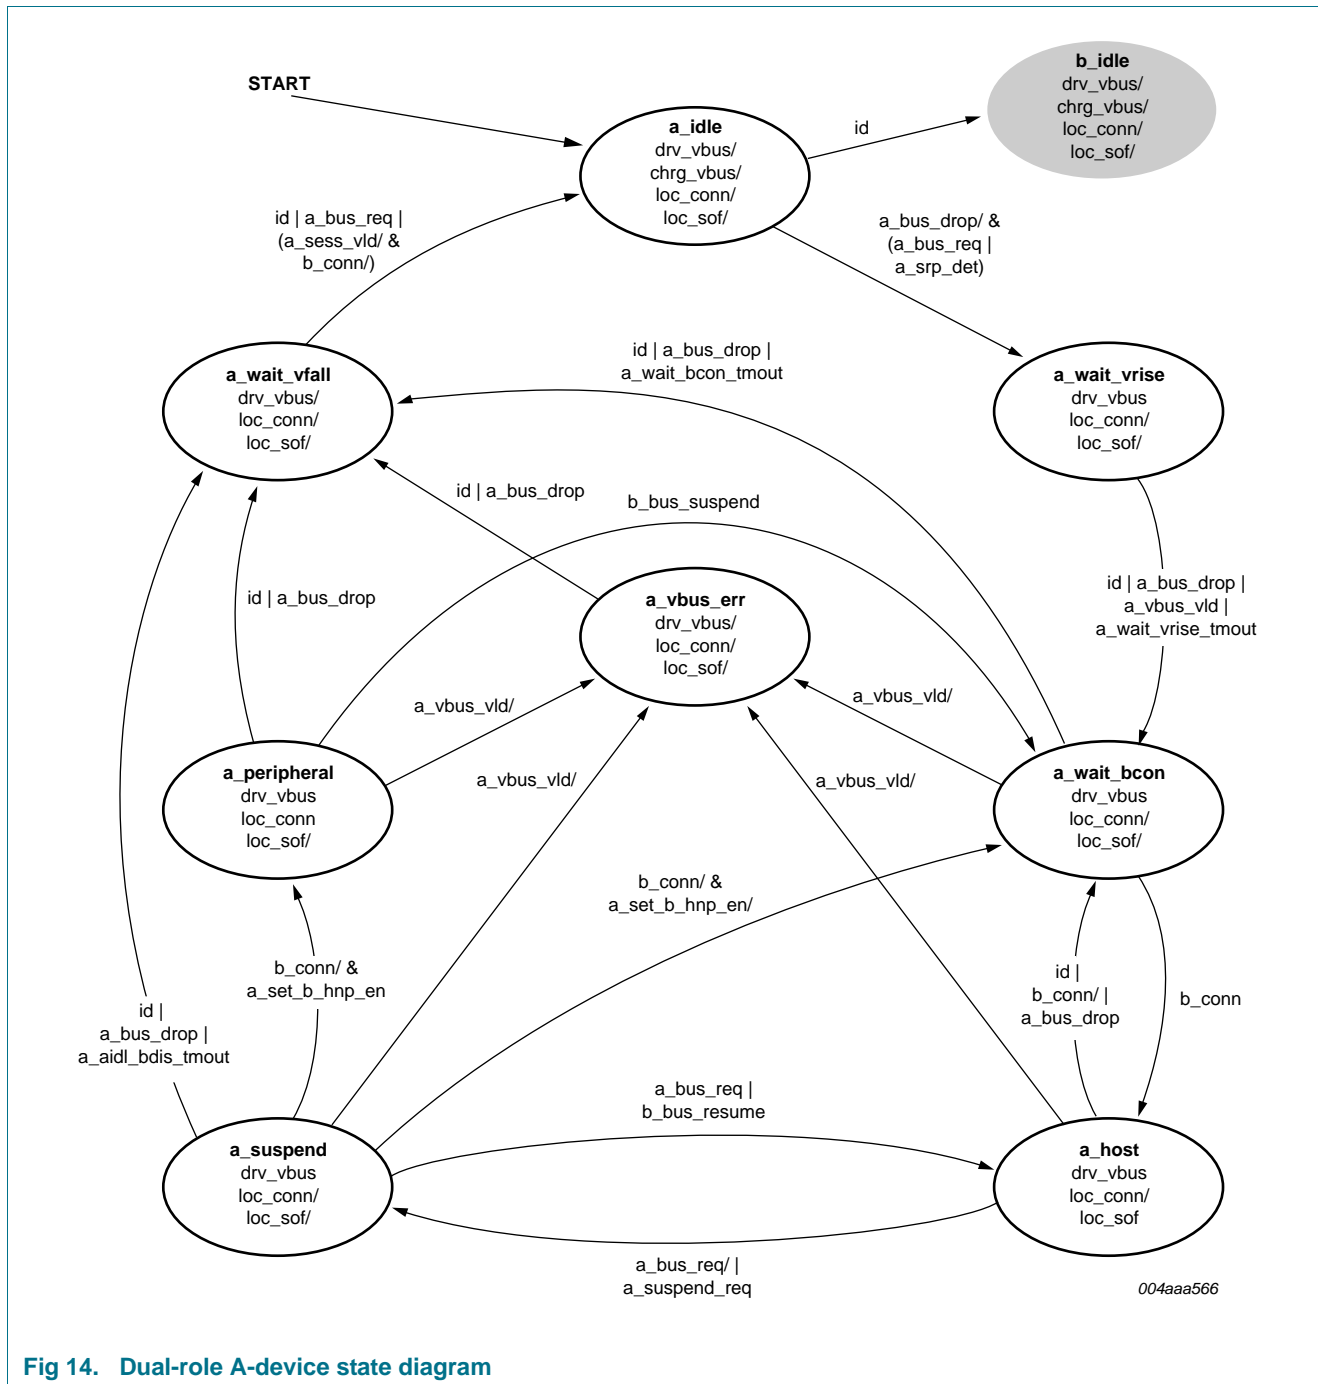 START
b_idle
drv_vbus/
chrg_vbus/
loc_conn/
loc_sof/
a_idle
drv_vbus/
chrg_vbus/
loc_conn/
loc_sof/
id
id | a_bus_req |
(a_sess_vld/ &
b_conn/)
a_bus_drop/ &
(a_bus_req |
a_srp_det)
a_wait_vfall
drv_vbus/
loc_conn/
loc_sof/
id | a_bus_drop |
a_wait_bcon_tmout
a_wait_vrise
drv_vbus
loc_conn/
loc_sof/
id | a_bus_drop
b_bus_suspend
id | a_bus_drop
a_vbus_err
drv_vbus/
loc_conn/
loc_sof/
id | a_bus_drop |
a_vbus_vld |
a_wait_vrise_tmout
a_vbus_vld/
a_vbus_vld/
a_peripheral
drv_vbus
loc_conn
loc_sof/
a_vbus_vld/
a_vbus_vld/
a_wait_bcon
drv_vbus
loc_conn/
loc_sof/
b_conn/ &
a_set_b_hnp_en/
b_conn/ &
a_set_b_hnp_en
id |
b_conn/ |
a_bus_drop
b_conn
id |
a_bus_drop |
a_aidl_bdis_tmout
a_bus_req |
b_bus_resume
a_suspend
drv_vbus
loc_conn/
loc_sof/
a_host
drv_vbus
loc_conn/
loc_sof
a_bus_req/ |
a_suspend_req
004aaa566
Fig 14. Dual-role A-device state diagram